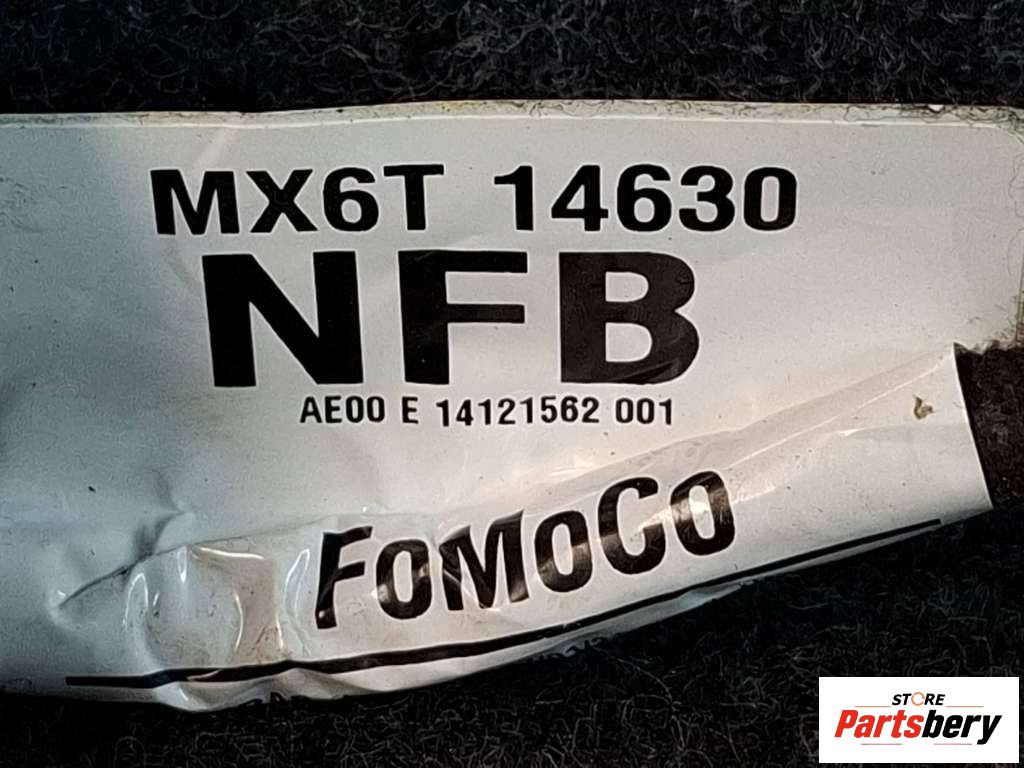 MX6T 14630
NFB
AE00 E 14121562 001
FoMoCo
STORE
Partsbery